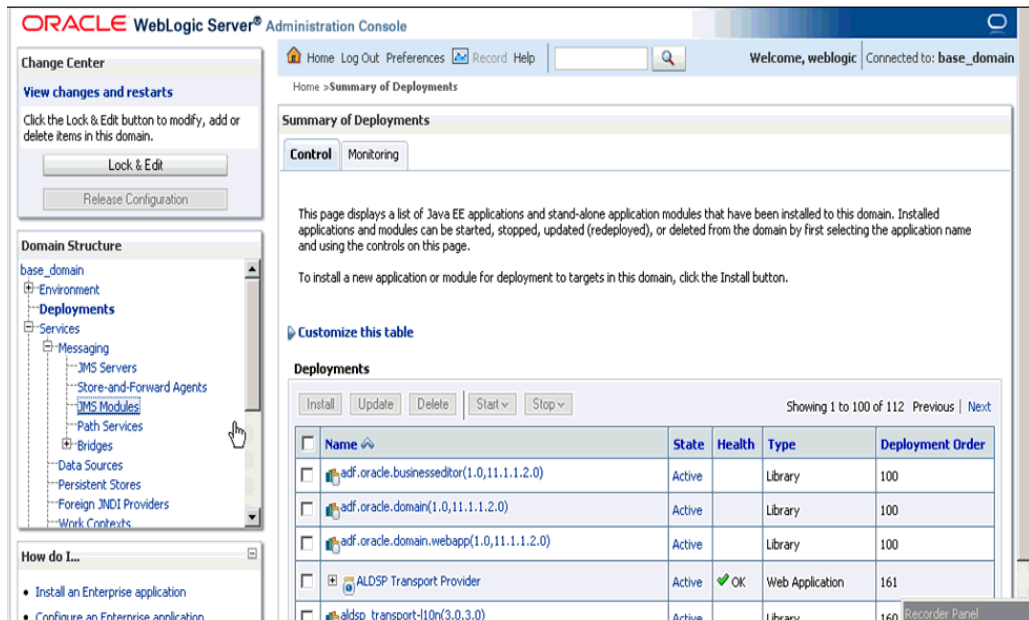 ORACLE WebLogic Server® Administration Console
Change Center
View changes and restarts
Click the Lock & Edit button to modify, add or
delete items in this domain.
Lock & Edit
Release Configuration
Domain Structure
base_domain
Environment
Deployments
Services
Messaging
JMS Servers
Store-and-Forward Agents
JMS Modules
Path Services
Bridges
Data Sources
Persistent Stores
Foreign JNDI Providers
Work Contexts
How do I...
Install an Enterprise application
Configure an Enterprise application
Home Log Out Preferences Record Help
Welcome, weblogic Connected to: base_domain
Home >Summary of Deployments
Summary of Deployments
Control Monitoring
This page displays a list of Java EE applications and stand-alone application modules that have been installed to this domain. Installed
applications and modules can be started, stopped, updated (redeployed), or deleted from the domain by first selecting the application name
and using the controls on this page.
To install a new application or module for deployment to targets in this domain, click the Install button.
Customize this table
Deployments
Install Update Delete Start Stop Showing 1 to 100 of 112 Previous | Next
Name State Health Type Deployment Order
adf.oracle.businesseditor(1.0,11.1.1.2.0) Active Library 100
adf.oracle.domain(1.0,11.1.1.2.0) Active Library 100
adf.oracle.domain.webapp(1.0,11.1.1.2.0) Active Library 100
ALDSP Transport Provider Active OK Web Application 161
aldsp_transport-l10n(3.0,3.0) Active Library 160
Recorder Panel